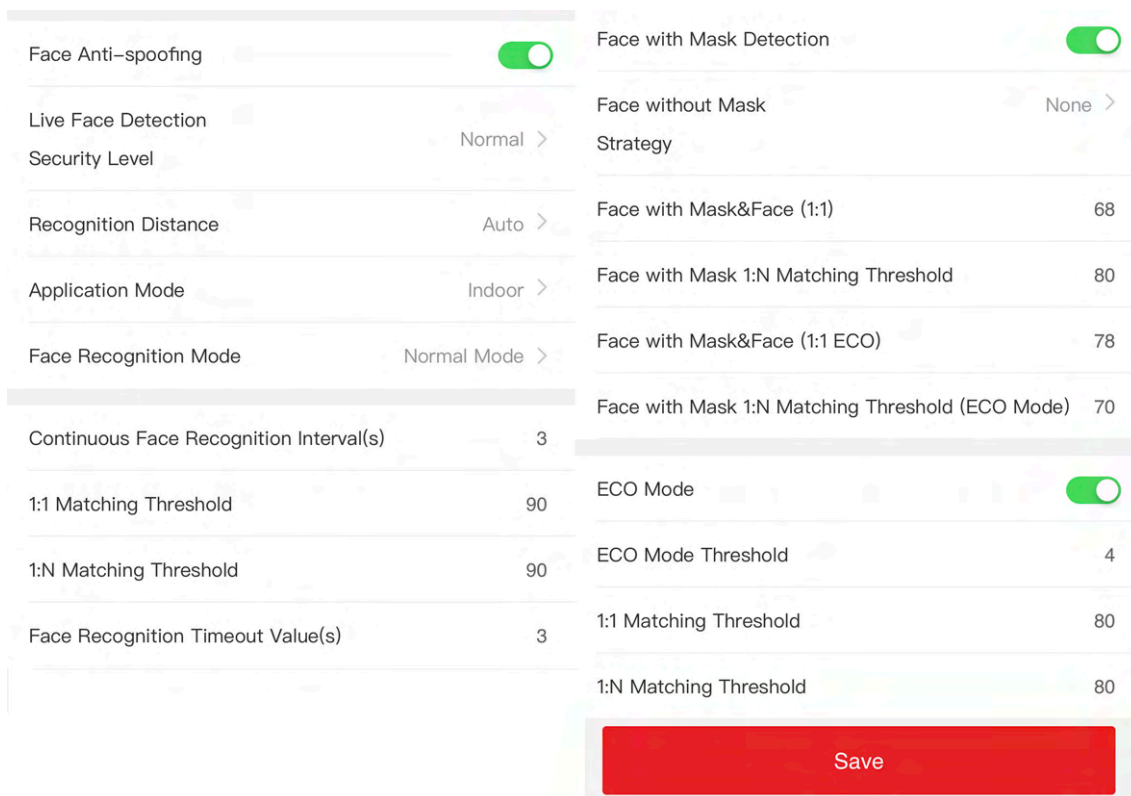 Face Anti-spoofing
Live Face Detection
Security Level
Normal
Recognition Distance
Auto
Application Mode
Indoor
Face Recognition Mode
Normal Mode
Continuous Face Recognition Interval(s)
3
1:1 Matching Threshold
90
1:N Matching Threshold
90
Face Recognition Timeout Value(s)
3
Face with Mask Detection
Face without Mask
Strategy
None
Face with Mask&Face (1:1)
68
Face with Mask 1:N Matching Threshold
80
Face with Mask&Face (1:1 ECO)
78
Face with Mask 1:N Matching Threshold (ECO Mode)
70
ECO Mode
ECO Mode Threshold
4
1:1 Matching Threshold
80
1:N Matching Threshold
80
Save